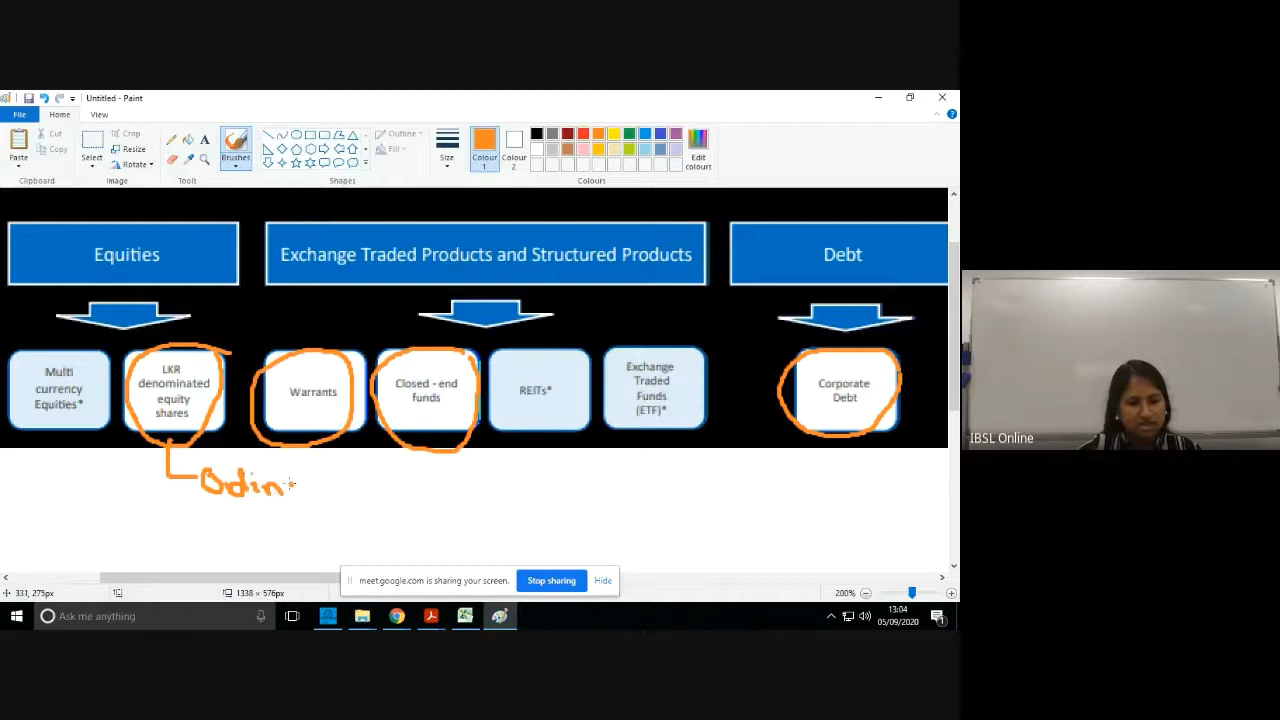 Untitled - Paint
File
Home
View
Cut
Copy
Paste
Clipboard
Crop
Resize
Rotate
Select
Image
Tools
Brushes
Outline
Fill
Shapes
Size
Colour
1
Colour
2
Edit
colours
Colours
Equities
Exchange Traded Products and Structured Products
Debt
Multi
currency
Equities*
LKR
denominated
equity
shares
Warrants
Closed - end
funds
REITs*
Exchange
Traded
Funds
(ETF)*
Corporate
Debt
Ordin
IBSL Online
meet.google.com is sharing your screen.
Stop sharing
Hide
331, 275px
1338 × 576px
200%
Ask me anything
13:04
05/09/2020
1